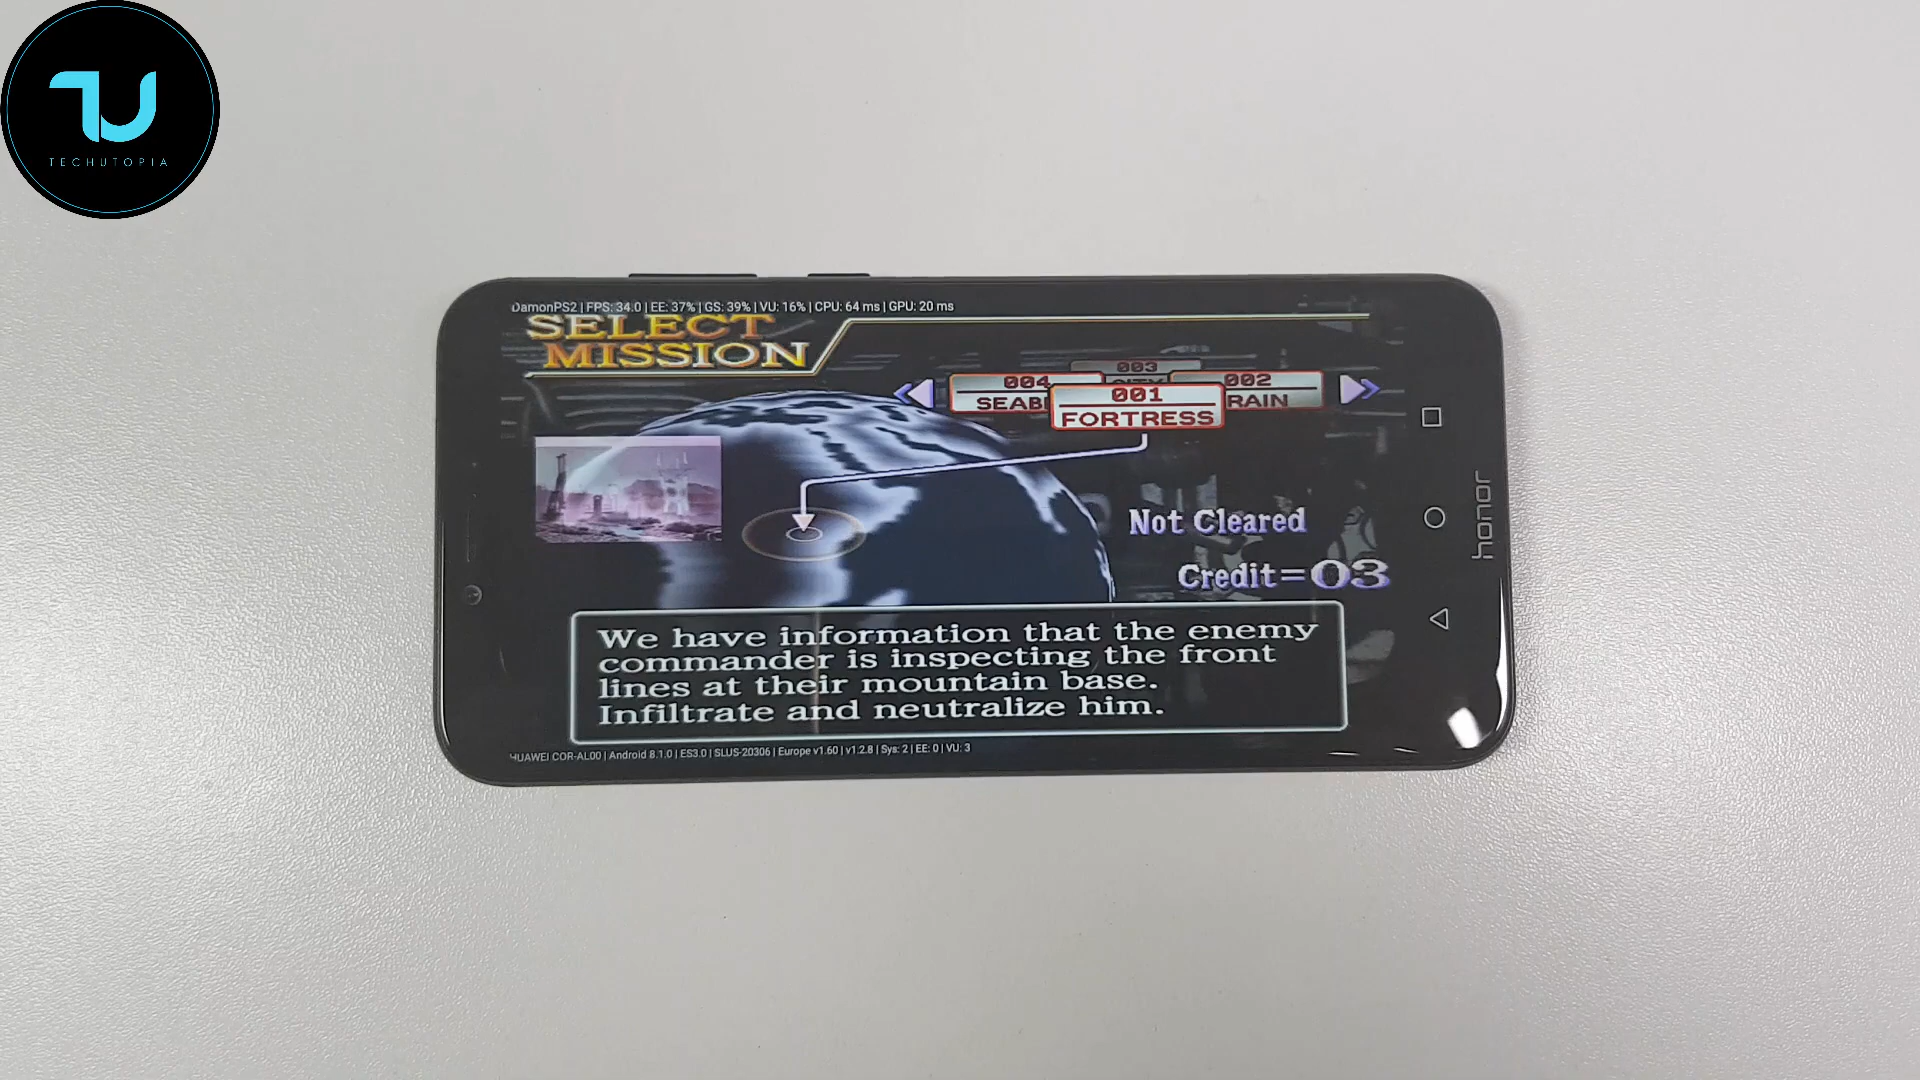 TU
TECHUTOPIA
DamonPS2 | FPS: 34.0 | EE: 37% | GS: 39% | VU: 16% | CPU: 64 ms | GPU: 20 ms
SELECT
MISSION
003
004
002
001
SEAB
RAIN
FORTRESS
Not Cleared
Credit=03
We have information that the enemy
commander is inspecting the front
lines at their mountain base.
Infiltrate and neutralize him.
HUAWEI COR-AL00 | Android 8.1.0 | ES3.0 | SLUS-20306 | Europe v1.60 | v1.2.8 | Sys: 2 | EE: 0 | VU: 3
honor